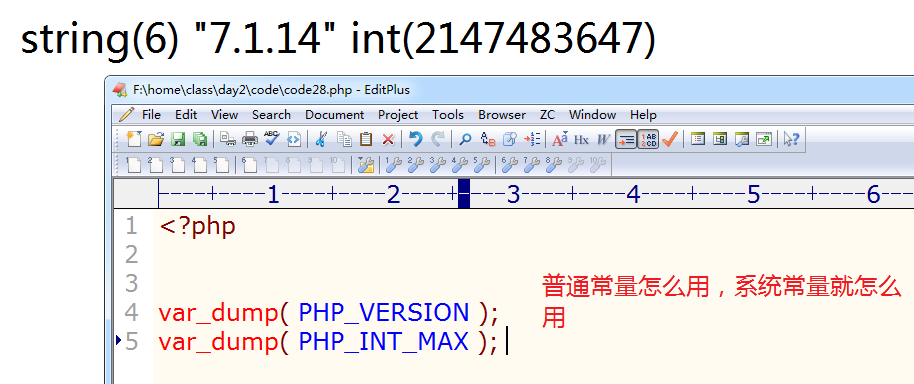 string(6) "7.1.14" int(2147483647)
F:\home\class\day2\code\code28.php - EditPlus
File Edit View Search Document Project Tools Browser ZC Window Help
1 2 3 4 5 6
1 <?php
2
3
4 var_dump( PHP_VERSION );
5 var_dump( PHP_INT_MAX );
普通常量怎么用，系统常量就怎么
用